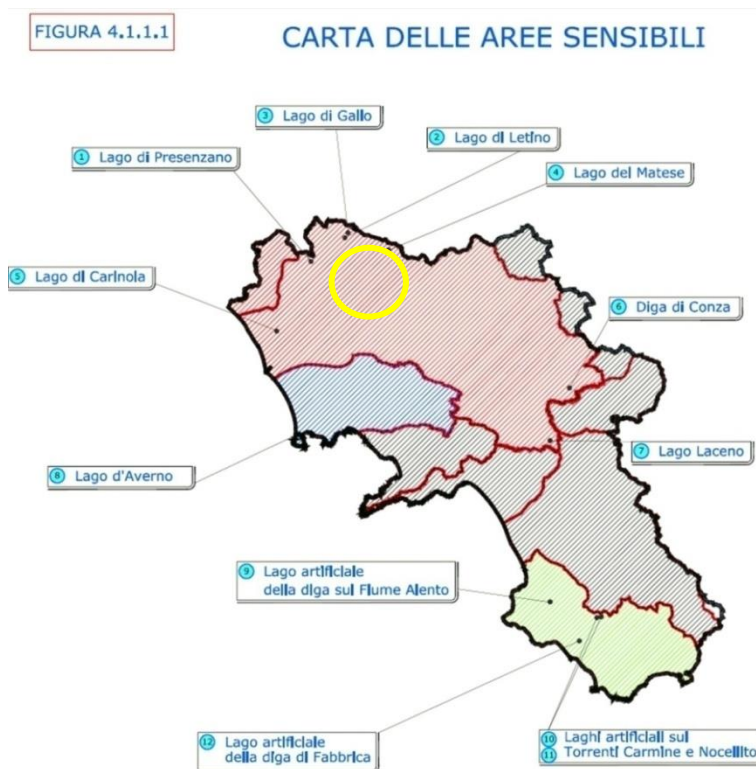 FIGURA 4.1.1.1
CARTA DELLE AREE SENSIBILI
3 Lago di Gallo
2 Lago di Letino
1 Lago di Presenzano
4 Lago del Matese
5 Lago di Carinola
6 Diga di Conza
7 Lago Laceno
8 Lago d'Averno
9 Lago artificiale
della diga sul Fiume Alento
12 Lago artificiale
della diga di Fabbrica
10 Laghi artificiali sui
11 Torrenti Carmine e Nocellito